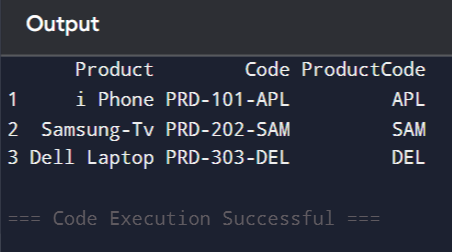 Output
Product Code ProductCode
1 i Phone PRD-101-APL APL
2 Samsung-Tv PRD-202-SAM SAM
3 Dell Laptop PRD-303-DEL DEL
=== Code Execution Successful ===